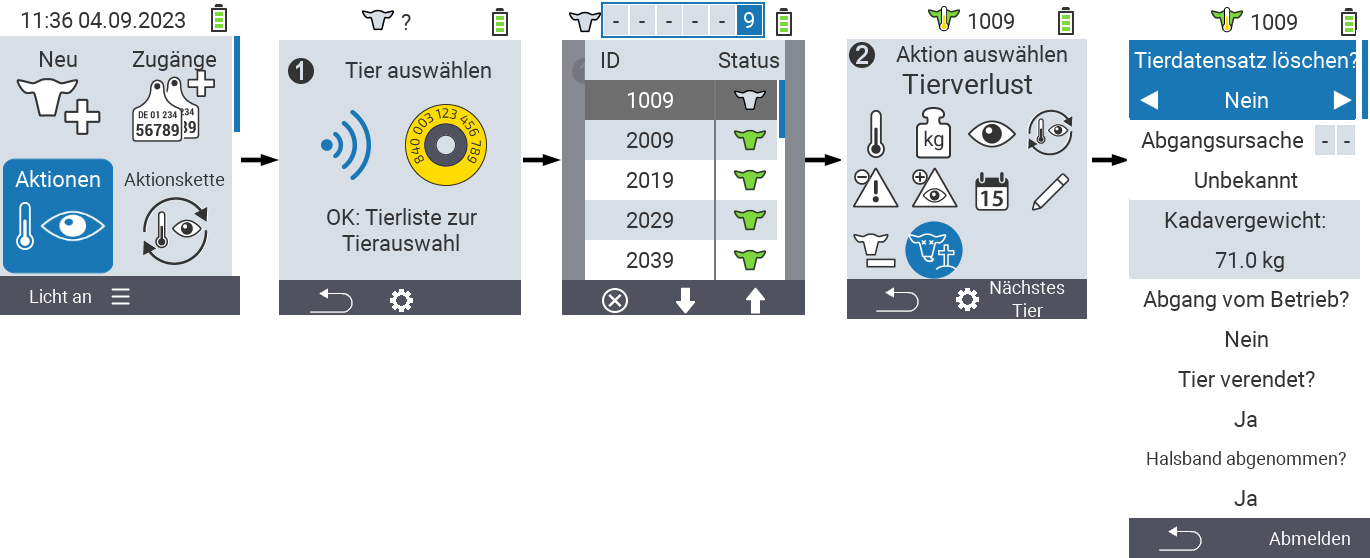 11:36 04.09.2023
Neu
Zugänge
DE 01 234
234
56789
39
Aktionen
Aktionskette
Licht an
?
1
Tier auswählen
840 003 123 456 789
OK: Tierliste zur
Tierauswahl
- - - - - 9
ID Status
1009
2009
2019
2029
2039
1009
2 Aktion auswählen
Tierverlust
kg
15
Nächstes
Tier
1009
Tierdatensatz löschen?
Nein
Abgangsursache - -
Unbekannt
Kadavergewicht:
71.0 kg
Abgang vom Betrieb?
Nein
Tier verendet?
Ja
Halsband abgenommen?
Ja
Abmelden